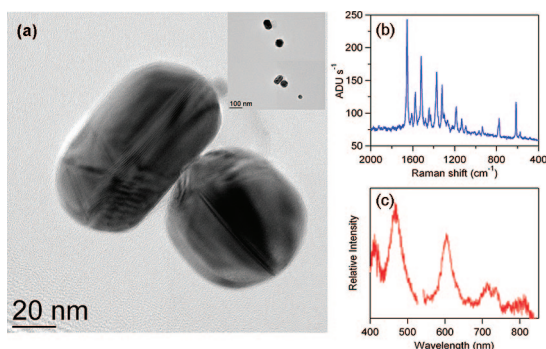 (a)
100 nm
20 nm
(b)
ADU s⁻¹
250
200
150
100
50
2000 1600 1200 800 400
Raman shift (cm⁻¹)
(c)
Relative Intensity
400 500 600 700 800
Wavelength (nm)